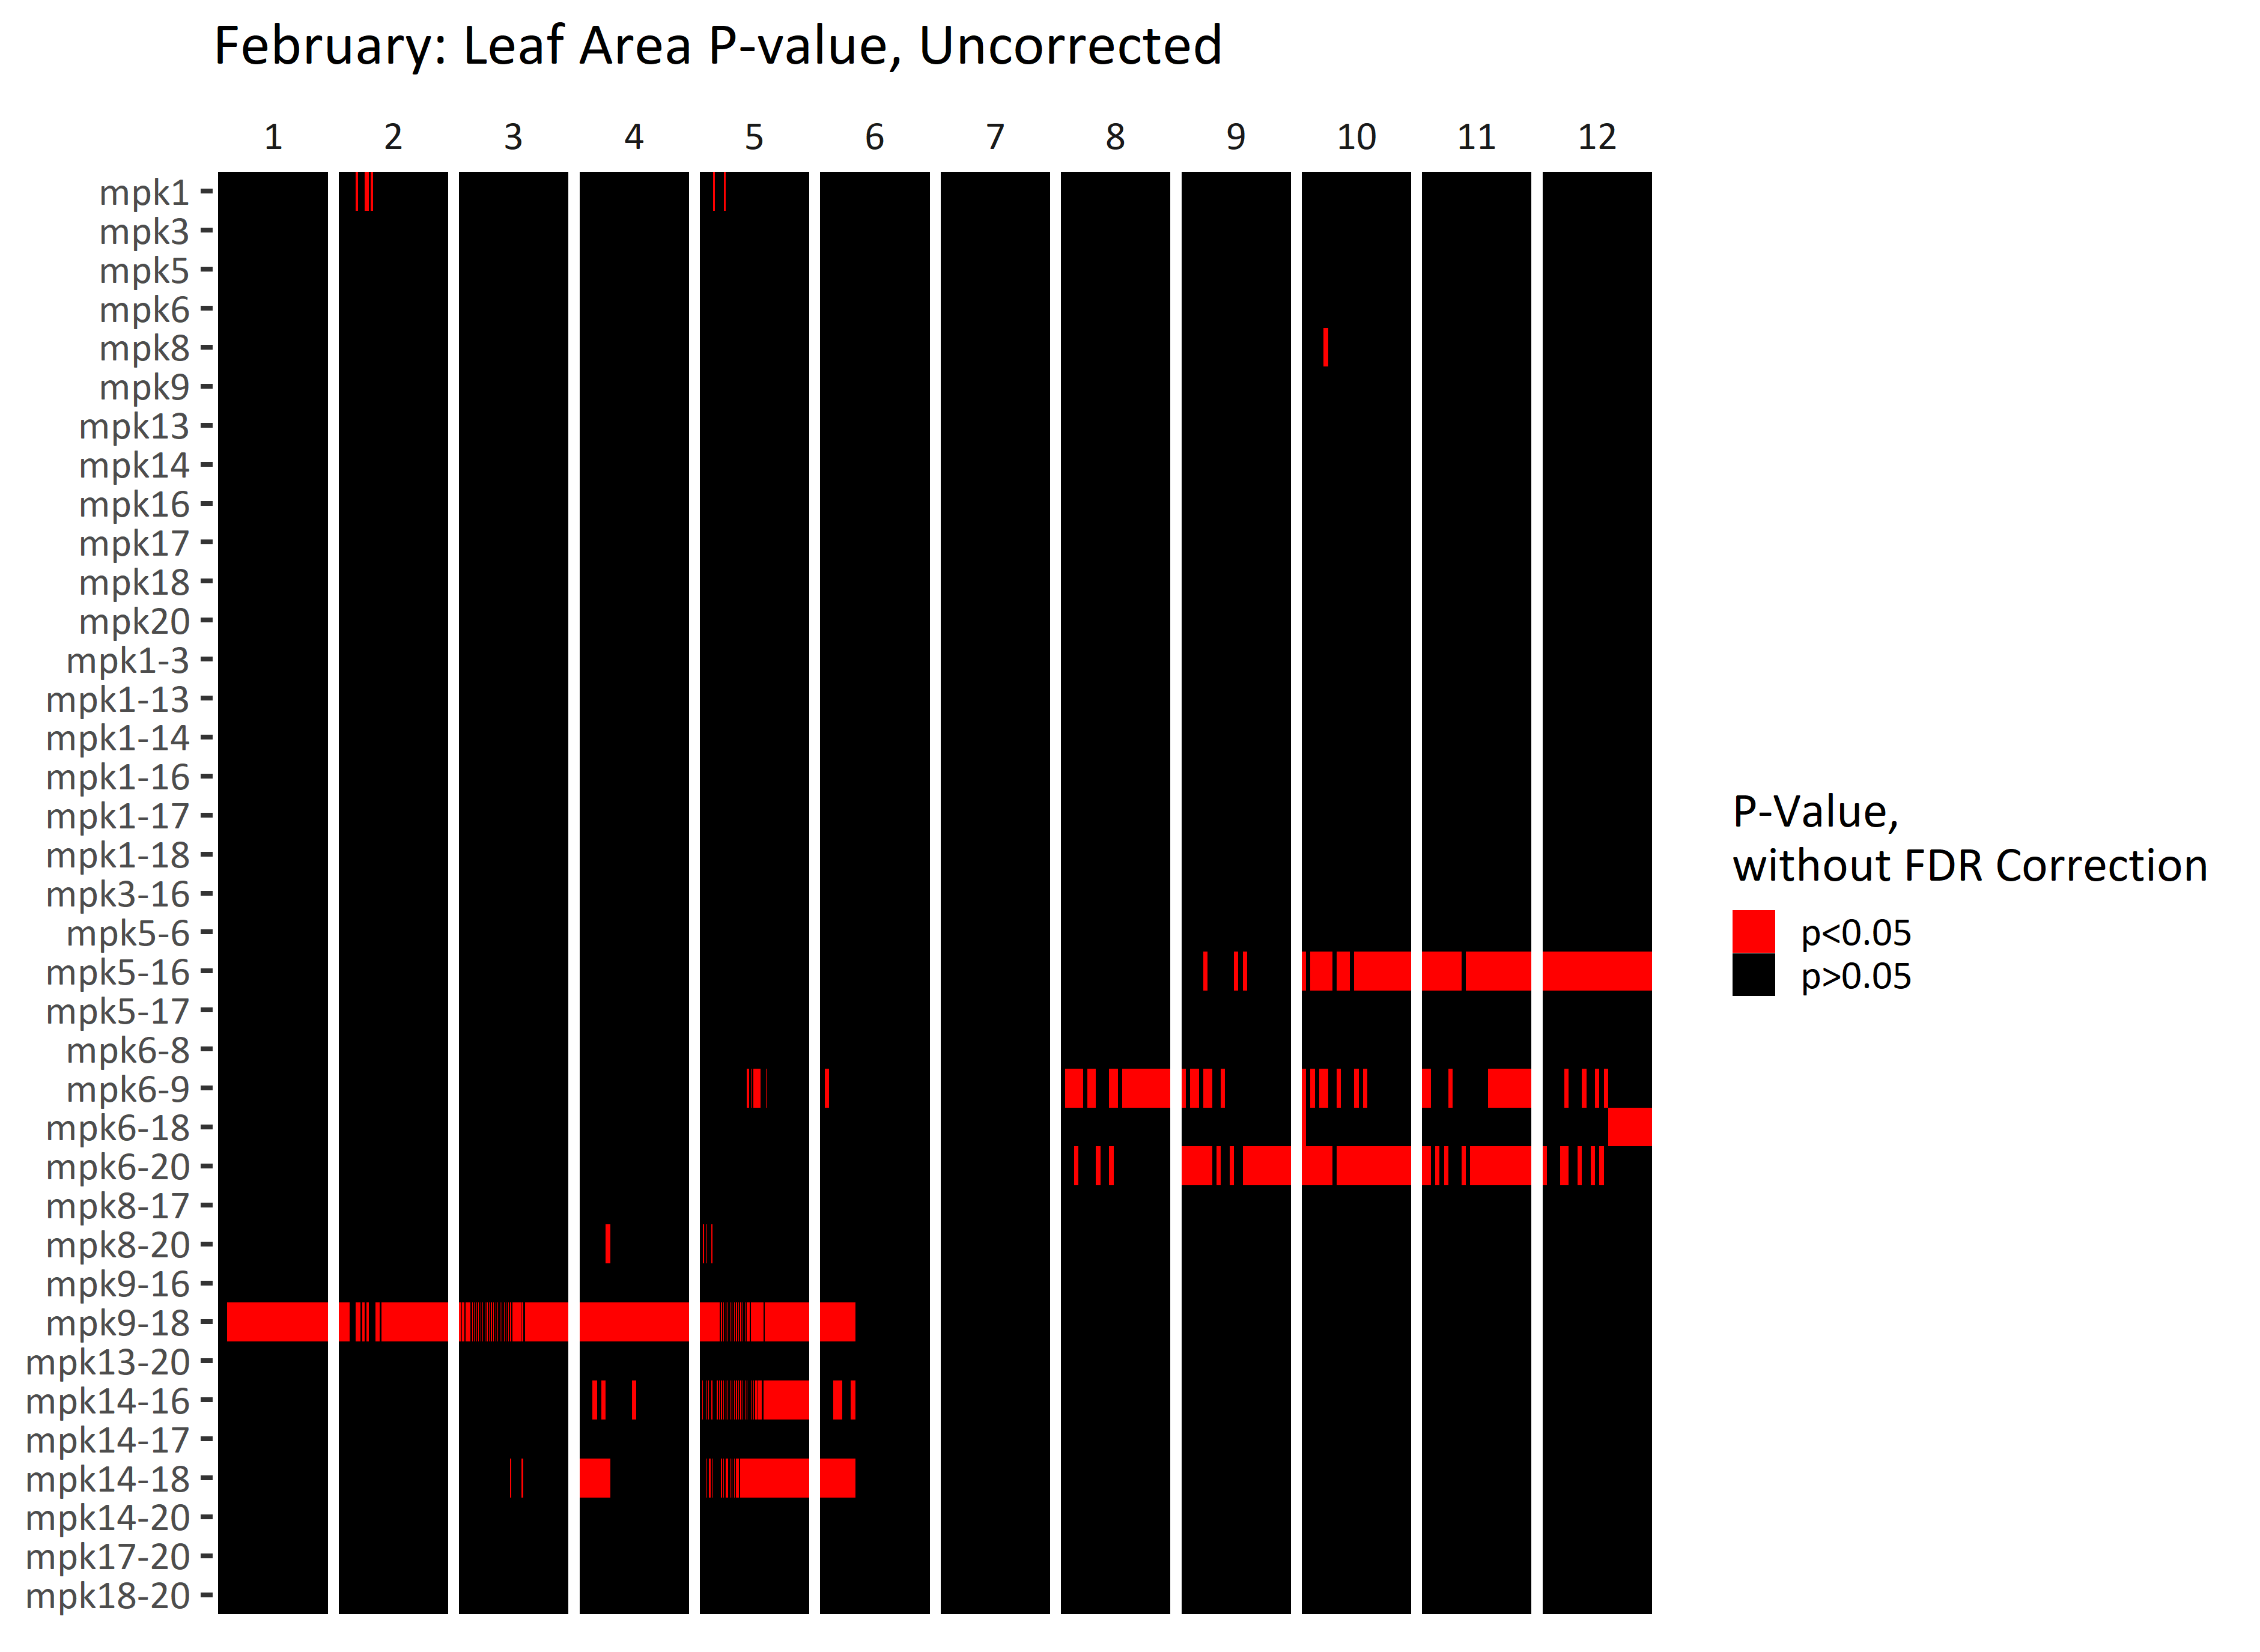 February: Leaf Area P-value, Uncorrected
1 2 3 4 5 6 7 8 9 10 11 12
mpk1
mpk3
mpk5
mpk6
mpk8
mpk9
mpk13
mpk14
mpk16
mpk17
mpk18
mpk20
mpk1-3
mpk1-13
mpk1-14
mpk1-16
mpk1-17
mpk1-18
mpk3-16
mpk5-6
mpk5-16
mpk5-17
mpk6-8
mpk6-9
mpk6-18
mpk6-20
mpk8-17
mpk8-20
mpk9-16
mpk9-18
mpk13-20
mpk14-16
mpk14-17
mpk14-18
mpk14-20
mpk17-20
mpk18-20
P-Value,
without FDR Correction
p<0.05
p>0.05